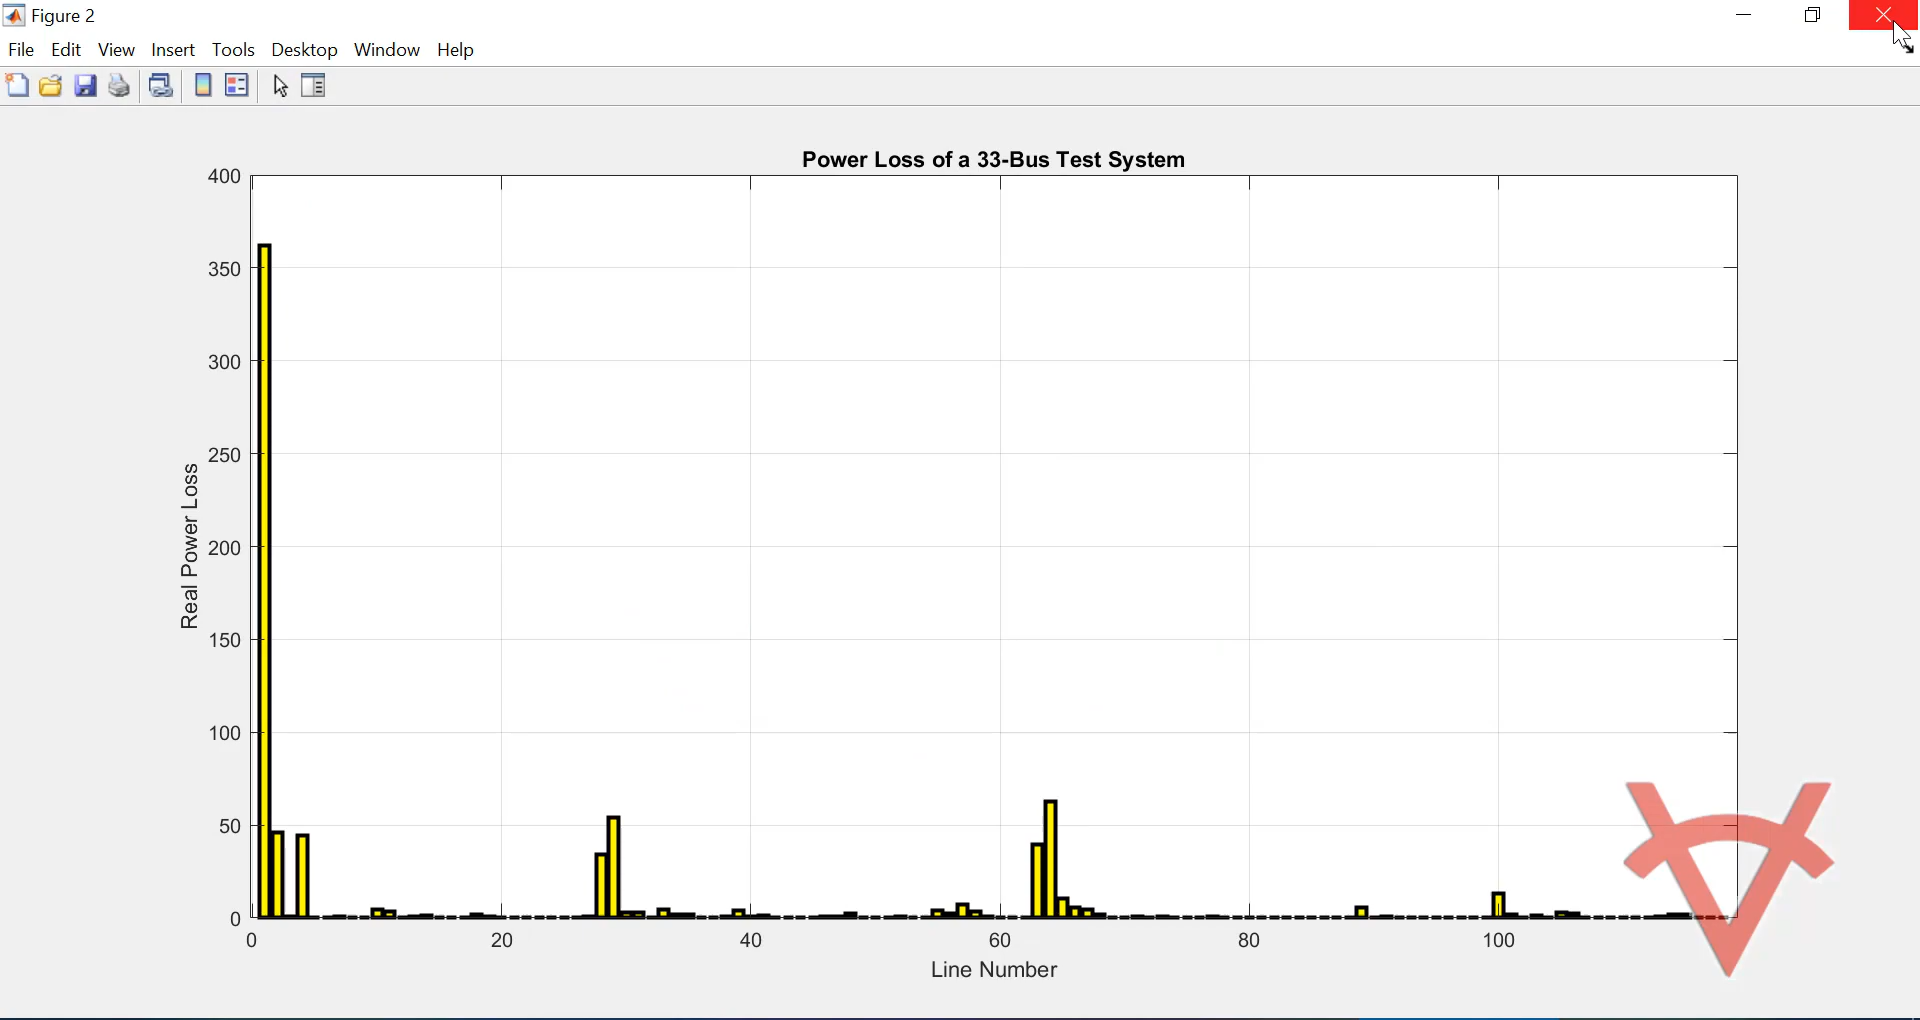 Figure 2
File Edit View Insert Tools Desktop Window Help
Power Loss of a 33-Bus Test System
400
350
300
250
200
150
100
50
0
Real Power Loss
0 20 40 60 80 100
Line Number